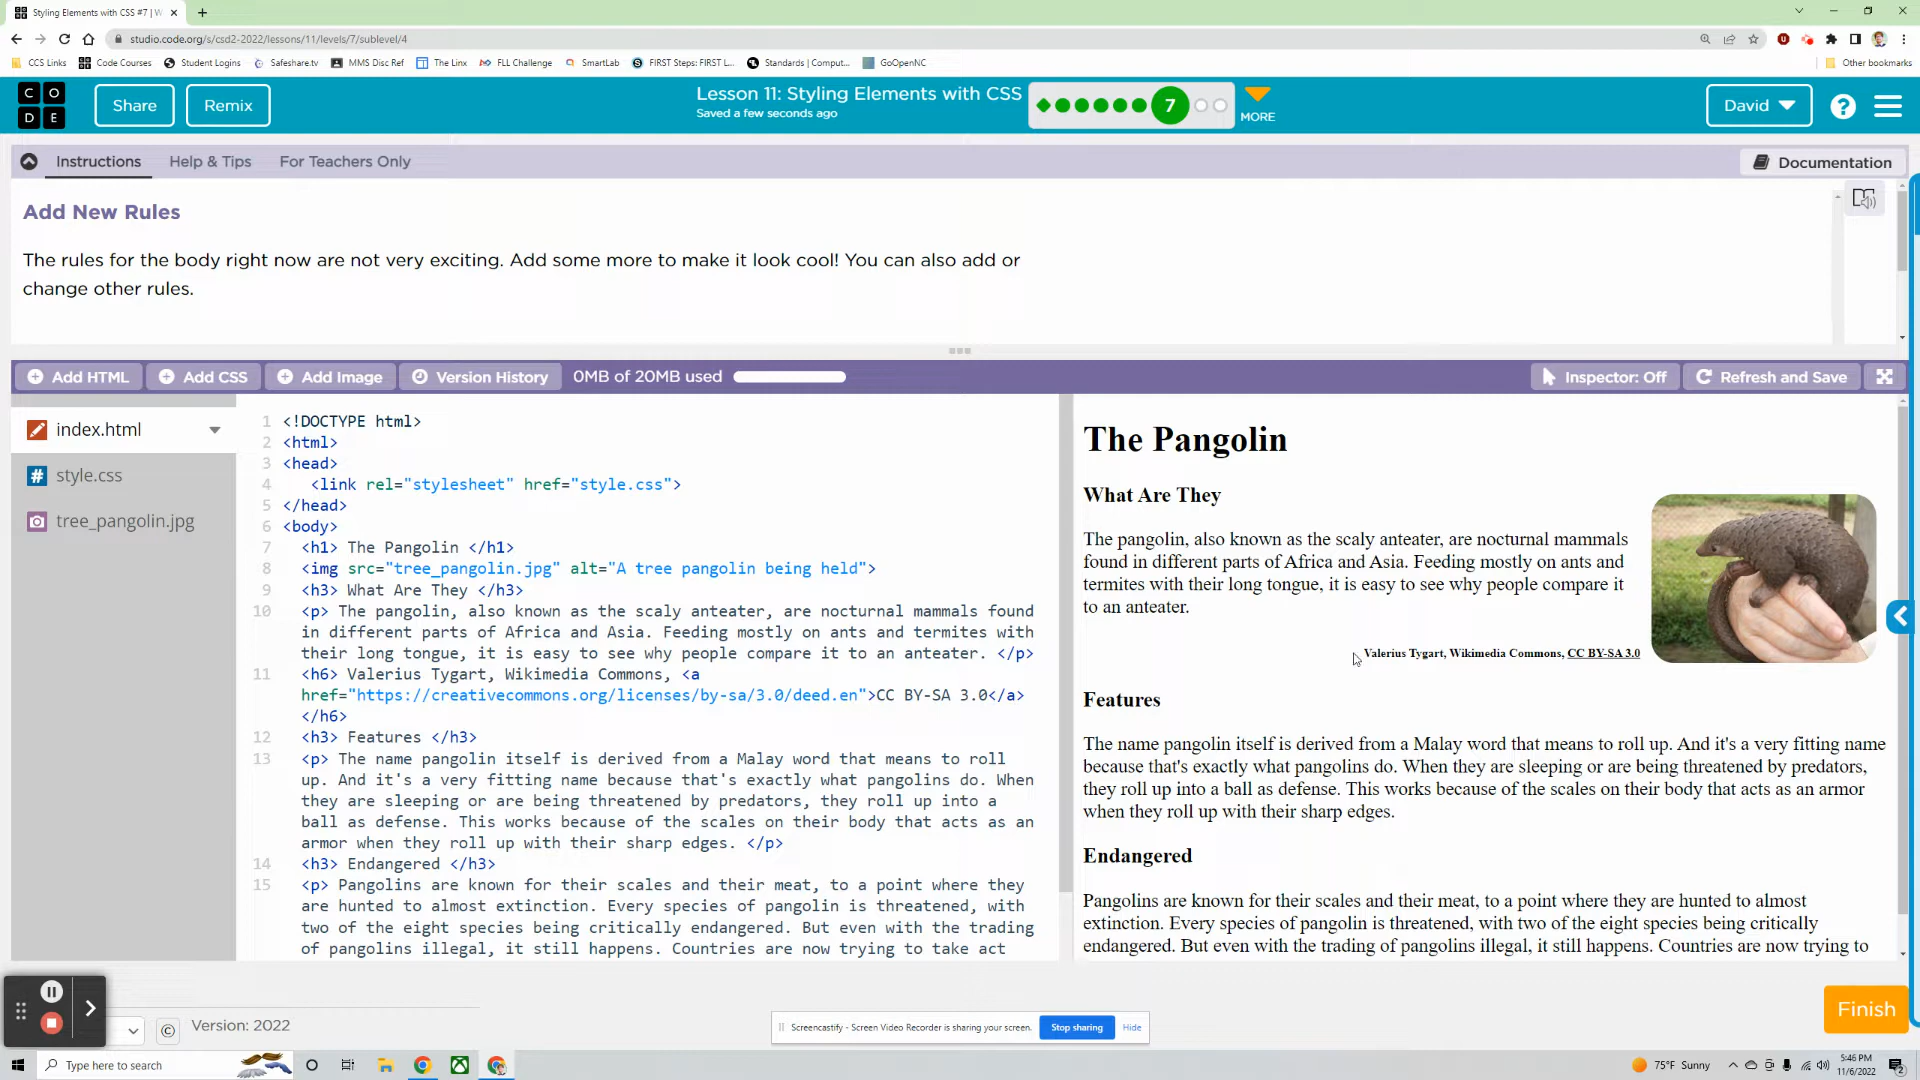 Styling Elements with CSS #7 | W
studio.code.org/s/csd2-2022/lessons/11/levels/7/sublevel/4
CCS Links
Code Courses
Student Logins
Safeshare.tv
MMS Disc Ref
The Linx
FLL Challenge
SmartLab
FIRST Steps: FIRST L...
Standards | Comput...
GoOpenNC
Other bookmarks
C O
D E
Share
Remix
Lesson 11: Styling Elements with CSS
Saved a few seconds ago
7
MORE
David
?
Instructions
Help & Tips
For Teachers Only
Documentation
Add New Rules
The rules for the body right now are not very exciting. Add some more to make it look cool! You can also add or
change other rules.
Add HTML
Add CSS
Add Image
Version History
0MB of 20MB used
Inspector: Off
Refresh and Save
index.html
# style.css
tree_pangolin.jpg
1 <!DOCTYPE html>
2 <html>
3 <head>
4 <link rel="stylesheet" href="style.css">
5 </head>
6 <body>
7 <h1> The Pangolin </h1>
8 <img src="tree_pangolin.jpg" alt="A tree pangolin being held">
9 <h3> What Are They </h3>
10 <p> The pangolin, also known as the scaly anteater, are nocturnal mammals found
in different parts of Africa and Asia. Feeding mostly on ants and termites with
their long tongue, it is easy to see why people compare it to an anteater. </p>
11 <h6> Valerius Tygart, Wikimedia Commons, <a
href="https://creativecommons.org/licenses/by-sa/3.0/deed.en">CC BY-SA 3.0</a>
</h6>
12 <h3> Features </h3>
13 <p> The name pangolin itself is derived from a Malay word that means to roll
up. And it's a very fitting name because that's exactly what pangolins do. When
they are sleeping or are being threatened by predators, they roll up into a
ball as defense. This works because of the scales on their body that acts as an
armor when they roll up with their sharp edges. </p>
14 <h3> Endangered </h3>
15 <p> Pangolins are known for their scales and their meat, to a point where they
are hunted to almost extinction. Every species of pangolin is threatened, with
two of the eight species being critically endangered. But even with the trading
of pangolins illegal, it still happens. Countries are now trying to take act
The Pangolin
What Are They
The pangolin, also known as the scaly anteater, are nocturnal mammals
found in different parts of Africa and Asia. Feeding mostly on ants and
termites with their long tongue, it is easy to see why people compare it
to an anteater.
Valerius Tygart, Wikimedia Commons, CC BY-SA 3.0
Features
The name pangolin itself is derived from a Malay word that means to roll up. And it's a very fitting name
because that's exactly what pangolins do. When they are sleeping or are being threatened by predators,
they roll up into a ball as defense. This works because of the scales on their body that acts as an armor
when they roll up with their sharp edges.
Endangered
Pangolins are known for their scales and their meat, to a point where they are hunted to almost
extinction. Every species of pangolin is threatened, with two of the eight species being critically
endangered. But even with the trading of pangolins illegal, it still happens. Countries are now trying to
Finish
©
Version: 2022
Screencastify - Screen Video Recorder is sharing your screen.
Stop sharing
Hide
Type here to search
75°F Sunny
5:46 PM
11/6/2022
2